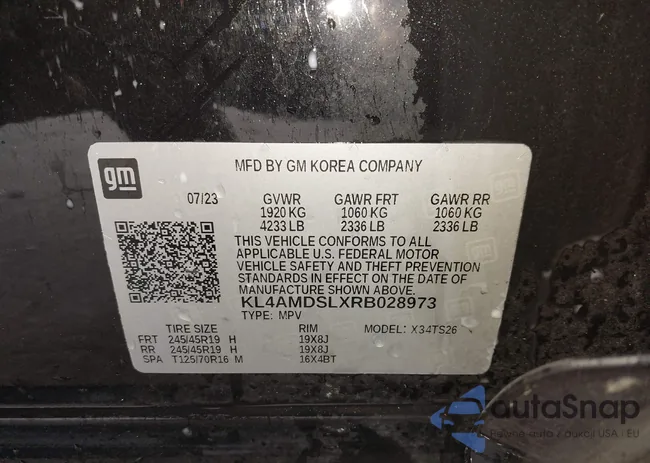 gm
MFD BY GM KOREA COMPANY
07/23 GVWR GAWR FRT GAWR RR
1920 KG 1060 KG 1060 KG
4233 LB 2336 LB 2336 LB
THIS VEHICLE CONFORMS TO ALL
APPLICABLE U.S. FEDERAL MOTOR
VEHICLE SAFETY AND THEFT PREVENTION
STANDARDS IN EFFECT ON THE DATE OF
MANUFACTURE SHOWN ABOVE.
KL4AMDSLXRB028973
TYPE: MPV MODEL: X34TS26
TIRE SIZE RIM
FRT 245/45R19 H 19X8J
RR 245/45R19 H 19X8J
SPA T125/70R16 M 16X4BT
autaSnap
USA - EU